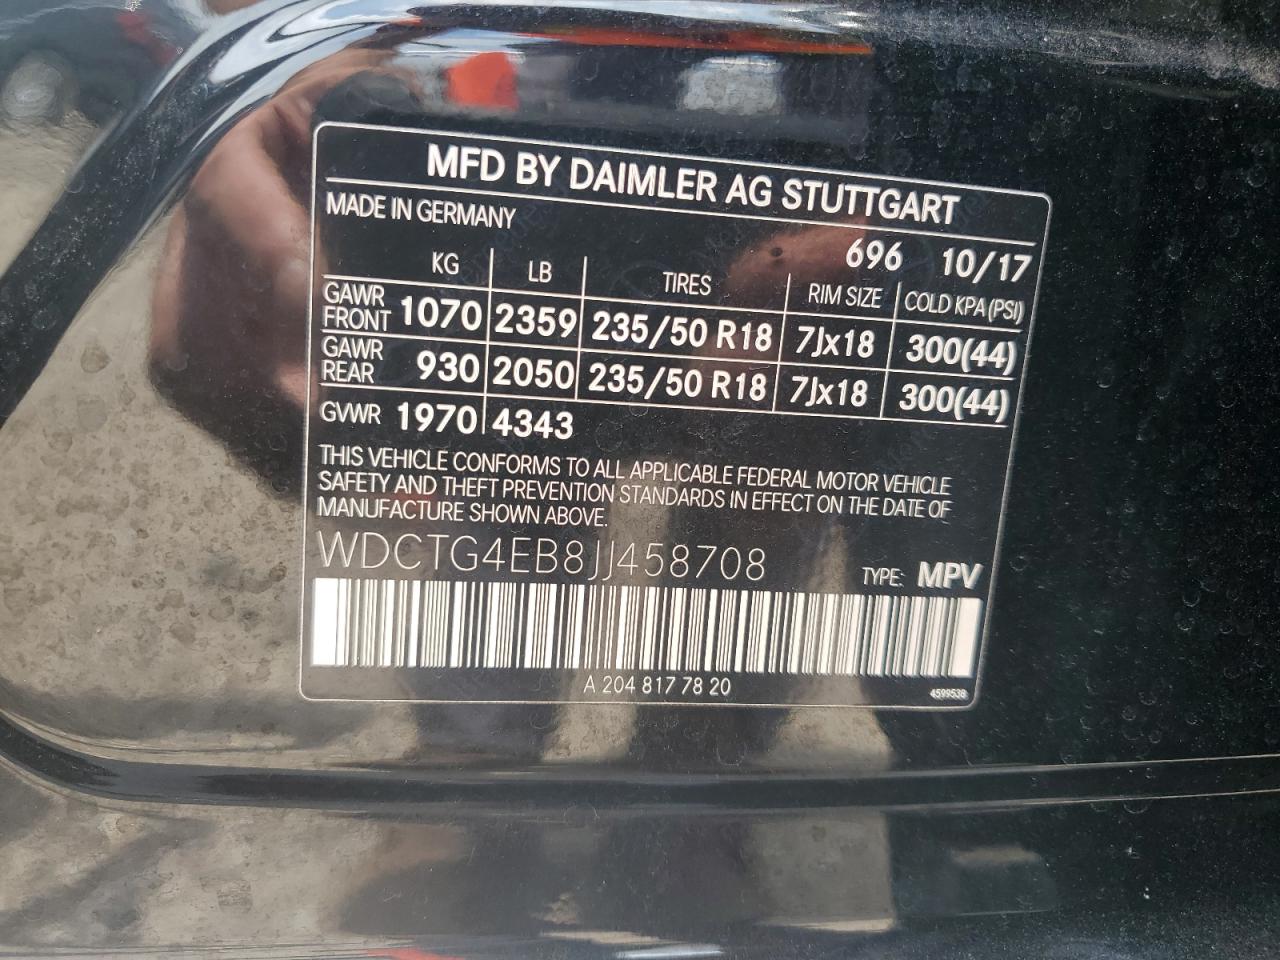 MFD BY DAIMLER AG STUTTGART
MADE IN GERMANY
696 10/17
KG LB TIRES RIM SIZE COLD KPA (PSI)
GAWR FRONT 1070 2359 235/50 R18 7Jx18 300(44)
GAWR REAR 930 2050 235/50 R18 7Jx18 300(44)
GVWR 1970 4343
THIS VEHICLE CONFORMS TO ALL APPLICABLE FEDERAL MOTOR VEHICLE
SAFETY AND THEFT PREVENTION STANDARDS IN EFFECT ON THE DATE OF
MANUFACTURE SHOWN ABOVE.
WDCTG4EB8JJ458708
TYPE: MPV
A 204 817 78 20
4599538